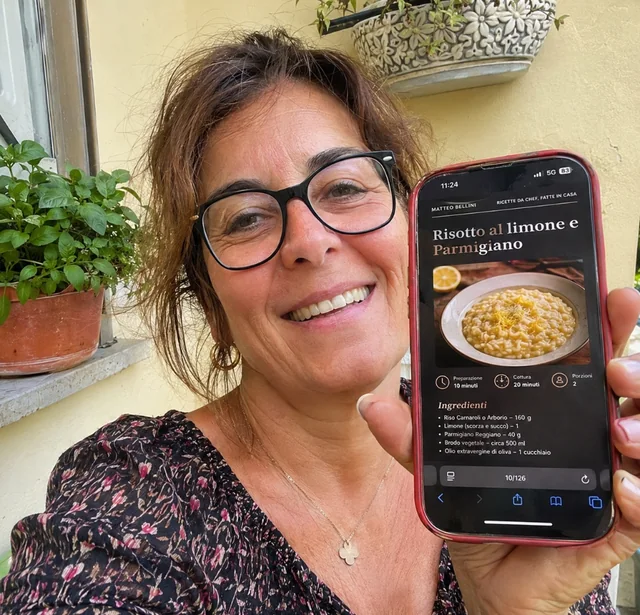 11:24
5G 83
MATTEO BELLINI
RICETTE DA CHEF, FATTE IN CASA
Risotto al limone e
Parmigiano
Preparazione
10 minuti
Cottura
20 minuti
Porzioni
2
Ingredienti
• Riso Carnaroli o Arborio – 160 g
• Limone (scorza e succo) – 1
• Parmigiano Reggiano – 40 g
• Brodo vegetale – circa 500 ml
• Olio extravergine di oliva – 1 cucchiaio
10/126